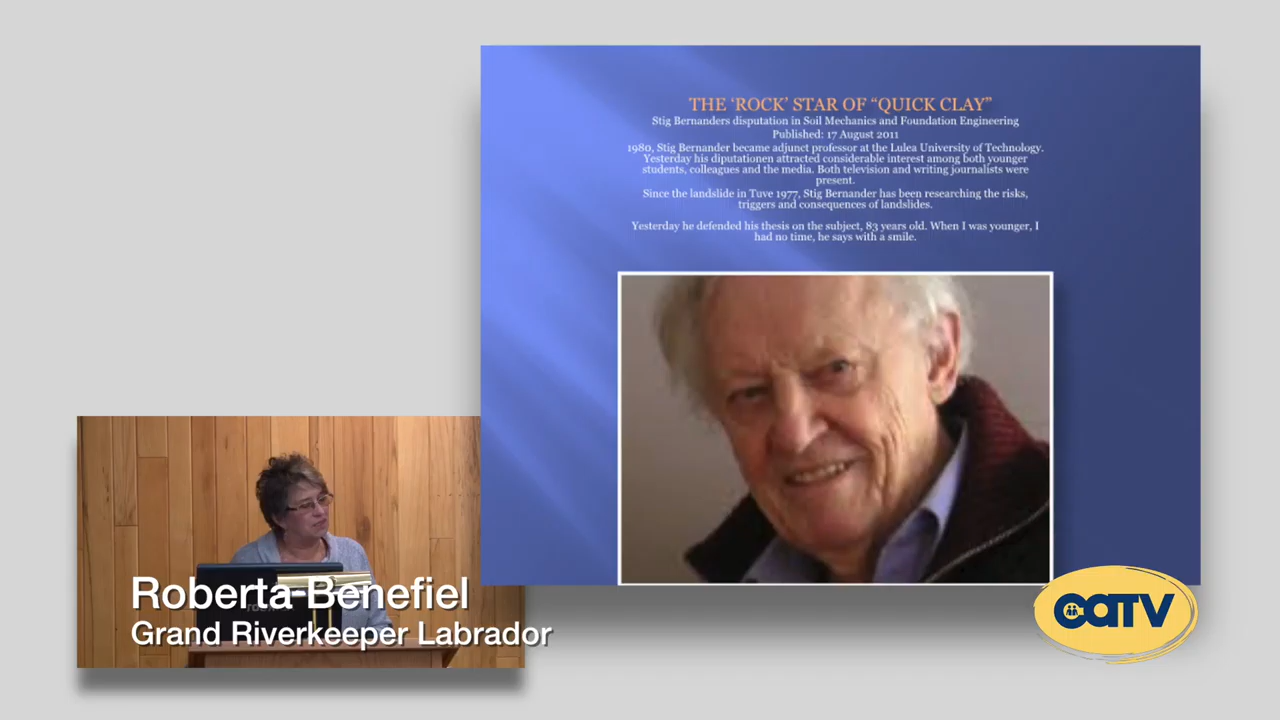 THE ‘ROCK’ STAR OF “QUICK CLAY”
Stig Bernanders disputation in Soil Mechanics and Foundation Engineering
Published: 17 August 2011
1980, Stig Bernander became adjunct professor at the Lulea University of Technology.
Yesterday his diputationen attracted considerable interest among both younger
students, colleagues and the media. Both television and writing journalists were
present.
Since the landslide in Tuve 1977, Stig Bernander has been researching the risks,
triggers and consequences of landslides.
Yesterday he defended his thesis on the subject, 83 years old. When I was younger, I
had no time, he says with a smile.
Roberta Benefiel
Grand Riverkeeper Labrador
CATV